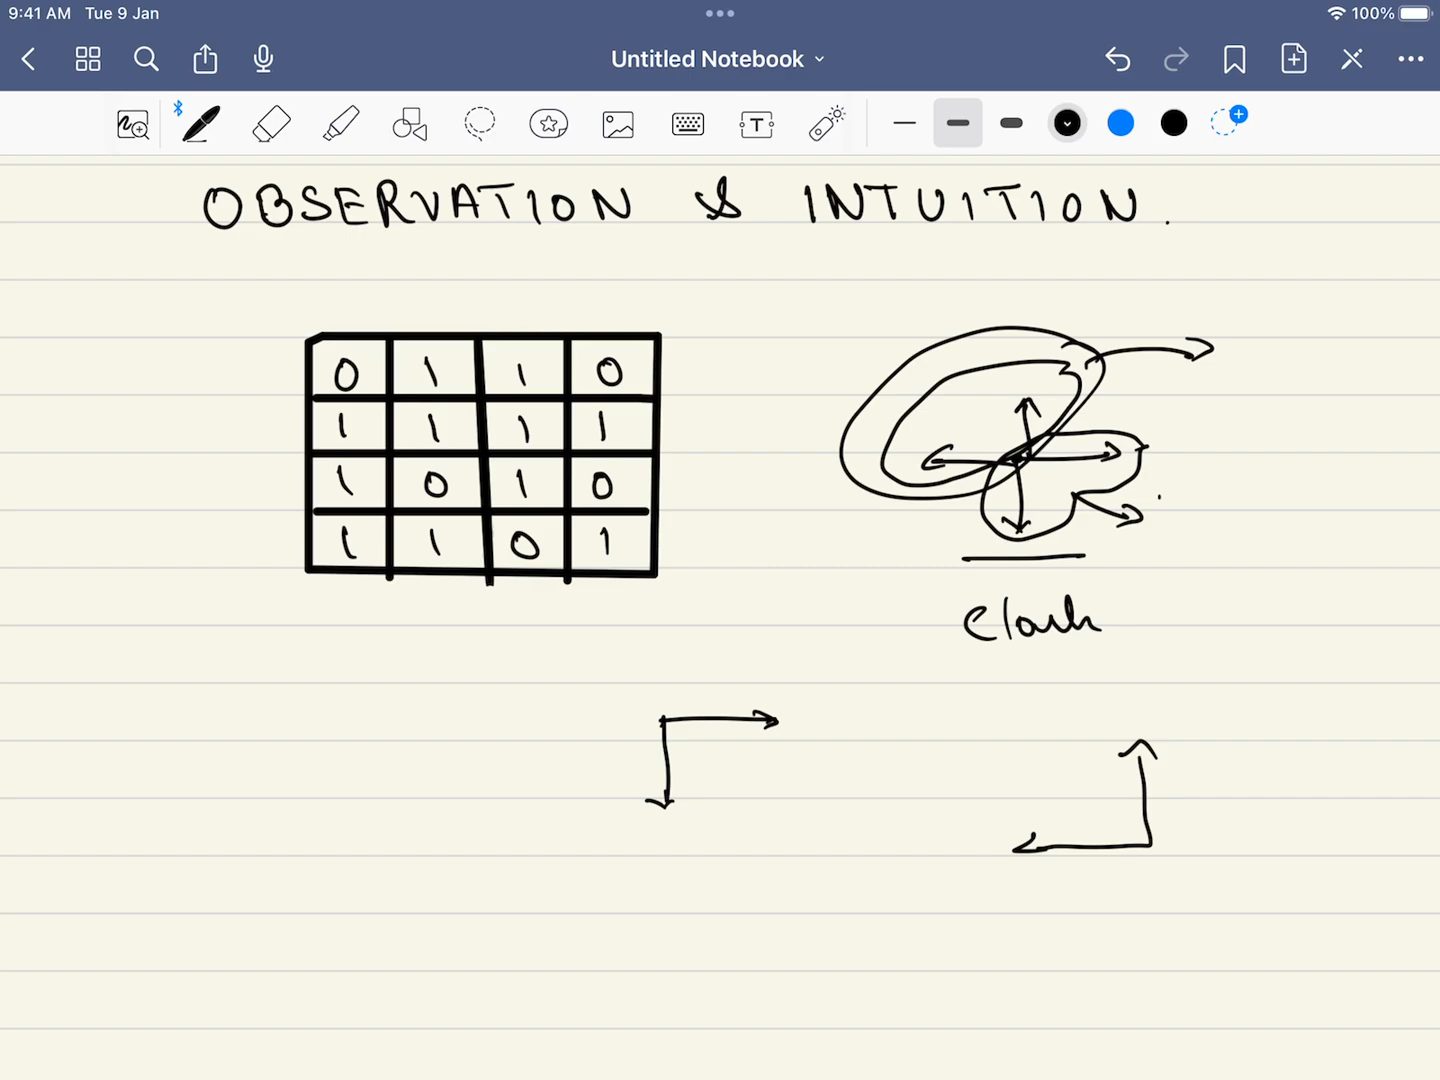 9:41 AM Tue 9 Jan
100%
Untitled Notebook
T
OBSERVATION & INTUITION.
0 1 1 0
1 1 1 1
1 0 1 0
1 1 0 1